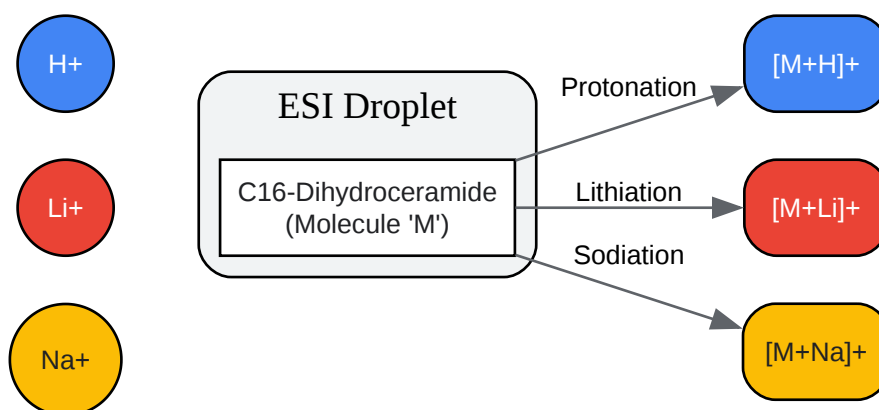 H+
Li+
Na+
ESI Droplet
C16-Dihydroceramide
(Molecule 'M')
Protonation
Lithiation
Sodiation
[M+H]+
[M+Li]+
[M+Na]+